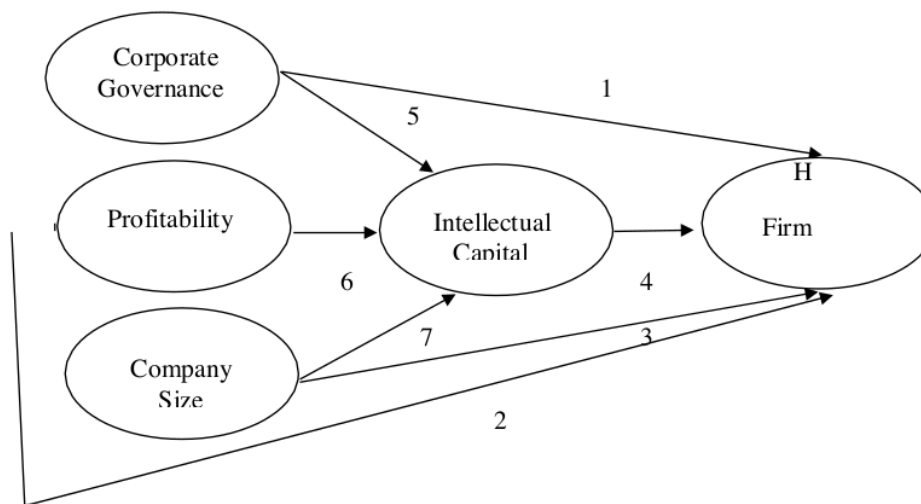 Corporate
Governance
1
5
H
Profitability
Intellectual
Capital
Firm
6
4
7
3
Company
Size
2